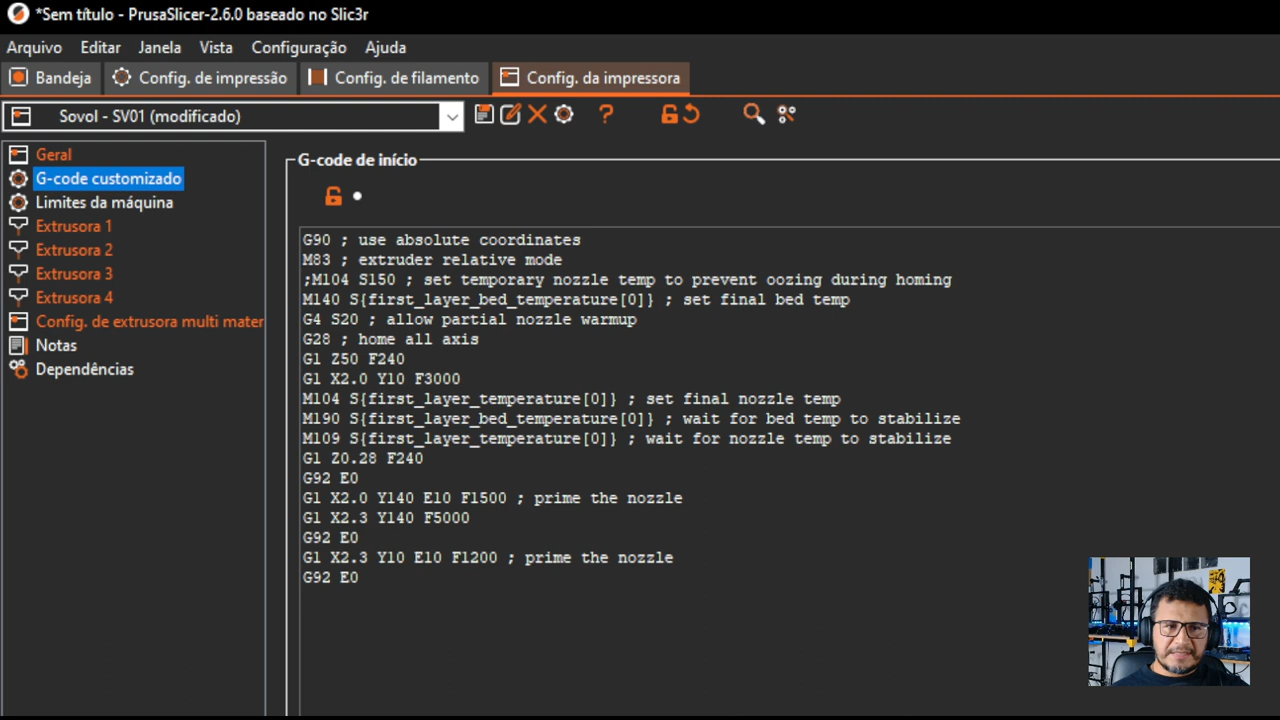 *Sem título - PrusaSlicer-2.6.0 baseado no Slic3r
Arquivo Editar Janela Vista Configuração Ajuda
Bandeja Config. de impressão Config. de filamento Config. da impressora
Sovol - SV01 (modificado)
Geral
G-code customizado
Limites da máquina
Extrusora 1
Extrusora 2
Extrusora 3
Extrusora 4
Config. de extrusora multi mater
Notas
Dependências
G-code de início
G90 ; use absolute coordinates
M83 ; extruder relative mode
;M104 S150 ; set temporary nozzle temp to prevent oozing during homing
M140 S{first_layer_bed_temperature[0]} ; set final bed temp
G4 S20 ; allow partial nozzle warmup
G28 ; home all axis
G1 Z50 F240
G1 X2.0 Y10 F3000
M104 S{first_layer_temperature[0]} ; set final nozzle temp
M190 S{first_layer_bed_temperature[0]} ; wait for bed temp to stabilize
M109 S{first_layer_temperature[0]} ; wait for nozzle temp to stabilize
G1 Z0.28 F240
G92 E0
G1 X2.0 Y140 E10 F1500 ; prime the nozzle
G1 X2.3 Y140 F5000
G92 E0
G1 X2.3 Y10 E10 F1200 ; prime the nozzle
G92 E0